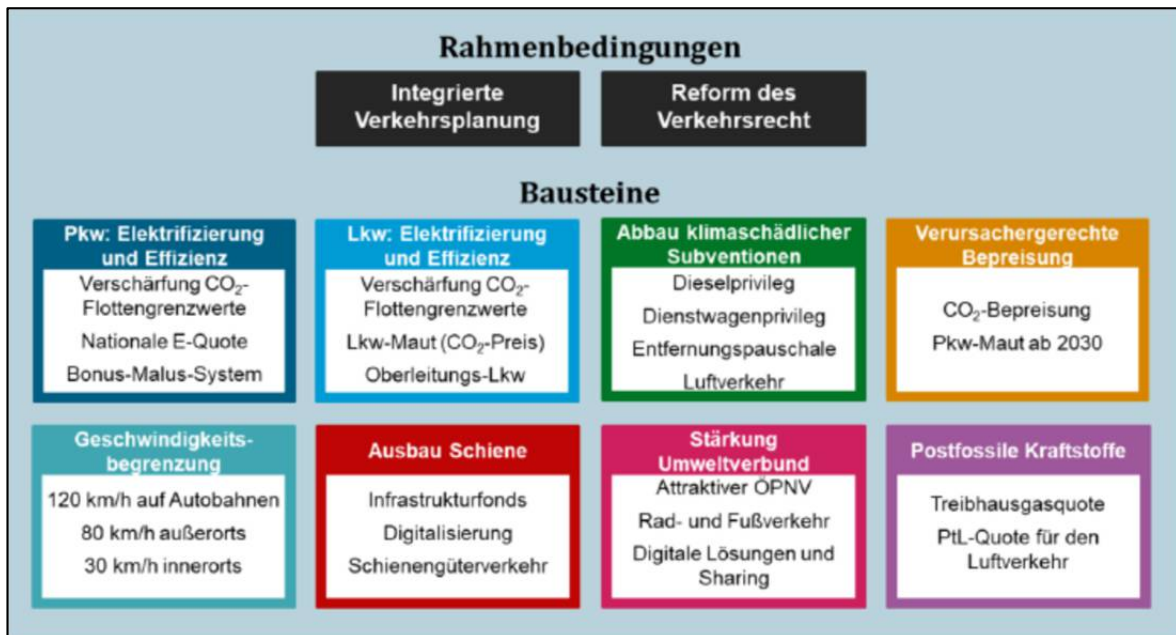 Rahmenbedingungen
Integrierte
Verkehrsplanung
Reform des
Verkehrsrecht
Bausteine
Pkw: Elektrifizierung
und Effizienz
Verschärfung CO₂-
Flottengrenzwerte
Nationale E-Quote
Bonus-Malus-System
Lkw: Elektrifizierung
und Effizienz
Verschärfung CO₂-
Flottengrenzwerte
Lkw-Maut (CO₂-Preis)
Oberleitungs-Lkw
Abbau klimaschädlicher
Subventionen
Dieselprivileg
Dienstwagenprivileg
Entfernungspauschale
Luftverkehr
Verursachergerechte
Bepreisung
CO₂-Bepreisung
Pkw-Maut ab 2030
Geschwindigkeits-
begrenzung
120 km/h auf Autobahnen
80 km/h außerorts
30 km/h innerorts
Ausbau Schiene
Infrastrukturfonds
Digitalisierung
Schienengüterverkehr
Stärkung
Umweltverbund
Attraktiver ÖPNV
Rad- und Fußverkehr
Digitale Lösungen und
Sharing
Postfossile Kraftstoffe
Treibhausgasquote
PtL-Quote für den
Luftverkehr